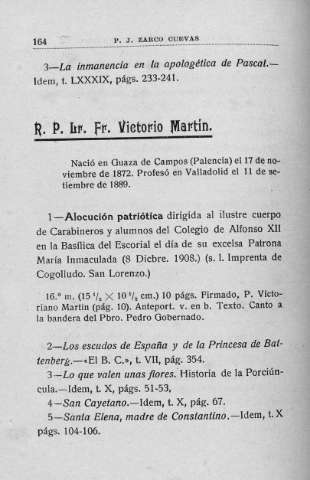 164 P. J. ZARCO CUEVAS
3—La inmanencia en la apologética de Pascal.—
Idem, t. LXXXIX, págs. 233-241.
R. P. Lr. Fr. Victorio Martín.
Nació en Guaza de Campos (Palencia) el 17 de no-
viembre de 1872. Profesó en Valladolid el 11 de se-
tiembre de 1889.
1—Alocución patriótica dirigida al ilustre cuerpo
de Carabineros y alumnos del Colegio de Alfonso XII
en la Basílica del Escorial el día de su excelsa Patrona
María Inmaculada (8 Dicbre. 1908.) (s. l. Imprenta de
Cogolludo. San Lorenzo.)
16.º m. (15 4/2 × 10 5/2 cm.) 10 págs. Firmado, P. Victo-
riano Martín (pág. 10). Anteport. v. en b. Texto. Canto a
la bandera del Pbro. Pedro Gobernado.
2—Los escudos de España y de la Princesa de Bat-
tenberg.—«El B. C.», t. VII, pág. 354.
3—Lo que valen unas flores. Historia de la Porciún-
cula.—Idem, t. X, págs. 51-53,
4—San Cayetano.—Idem, t. X, pág. 67.
5—Santa Elena, madre de Constantino.—Idem, t. X
págs. 104-106.